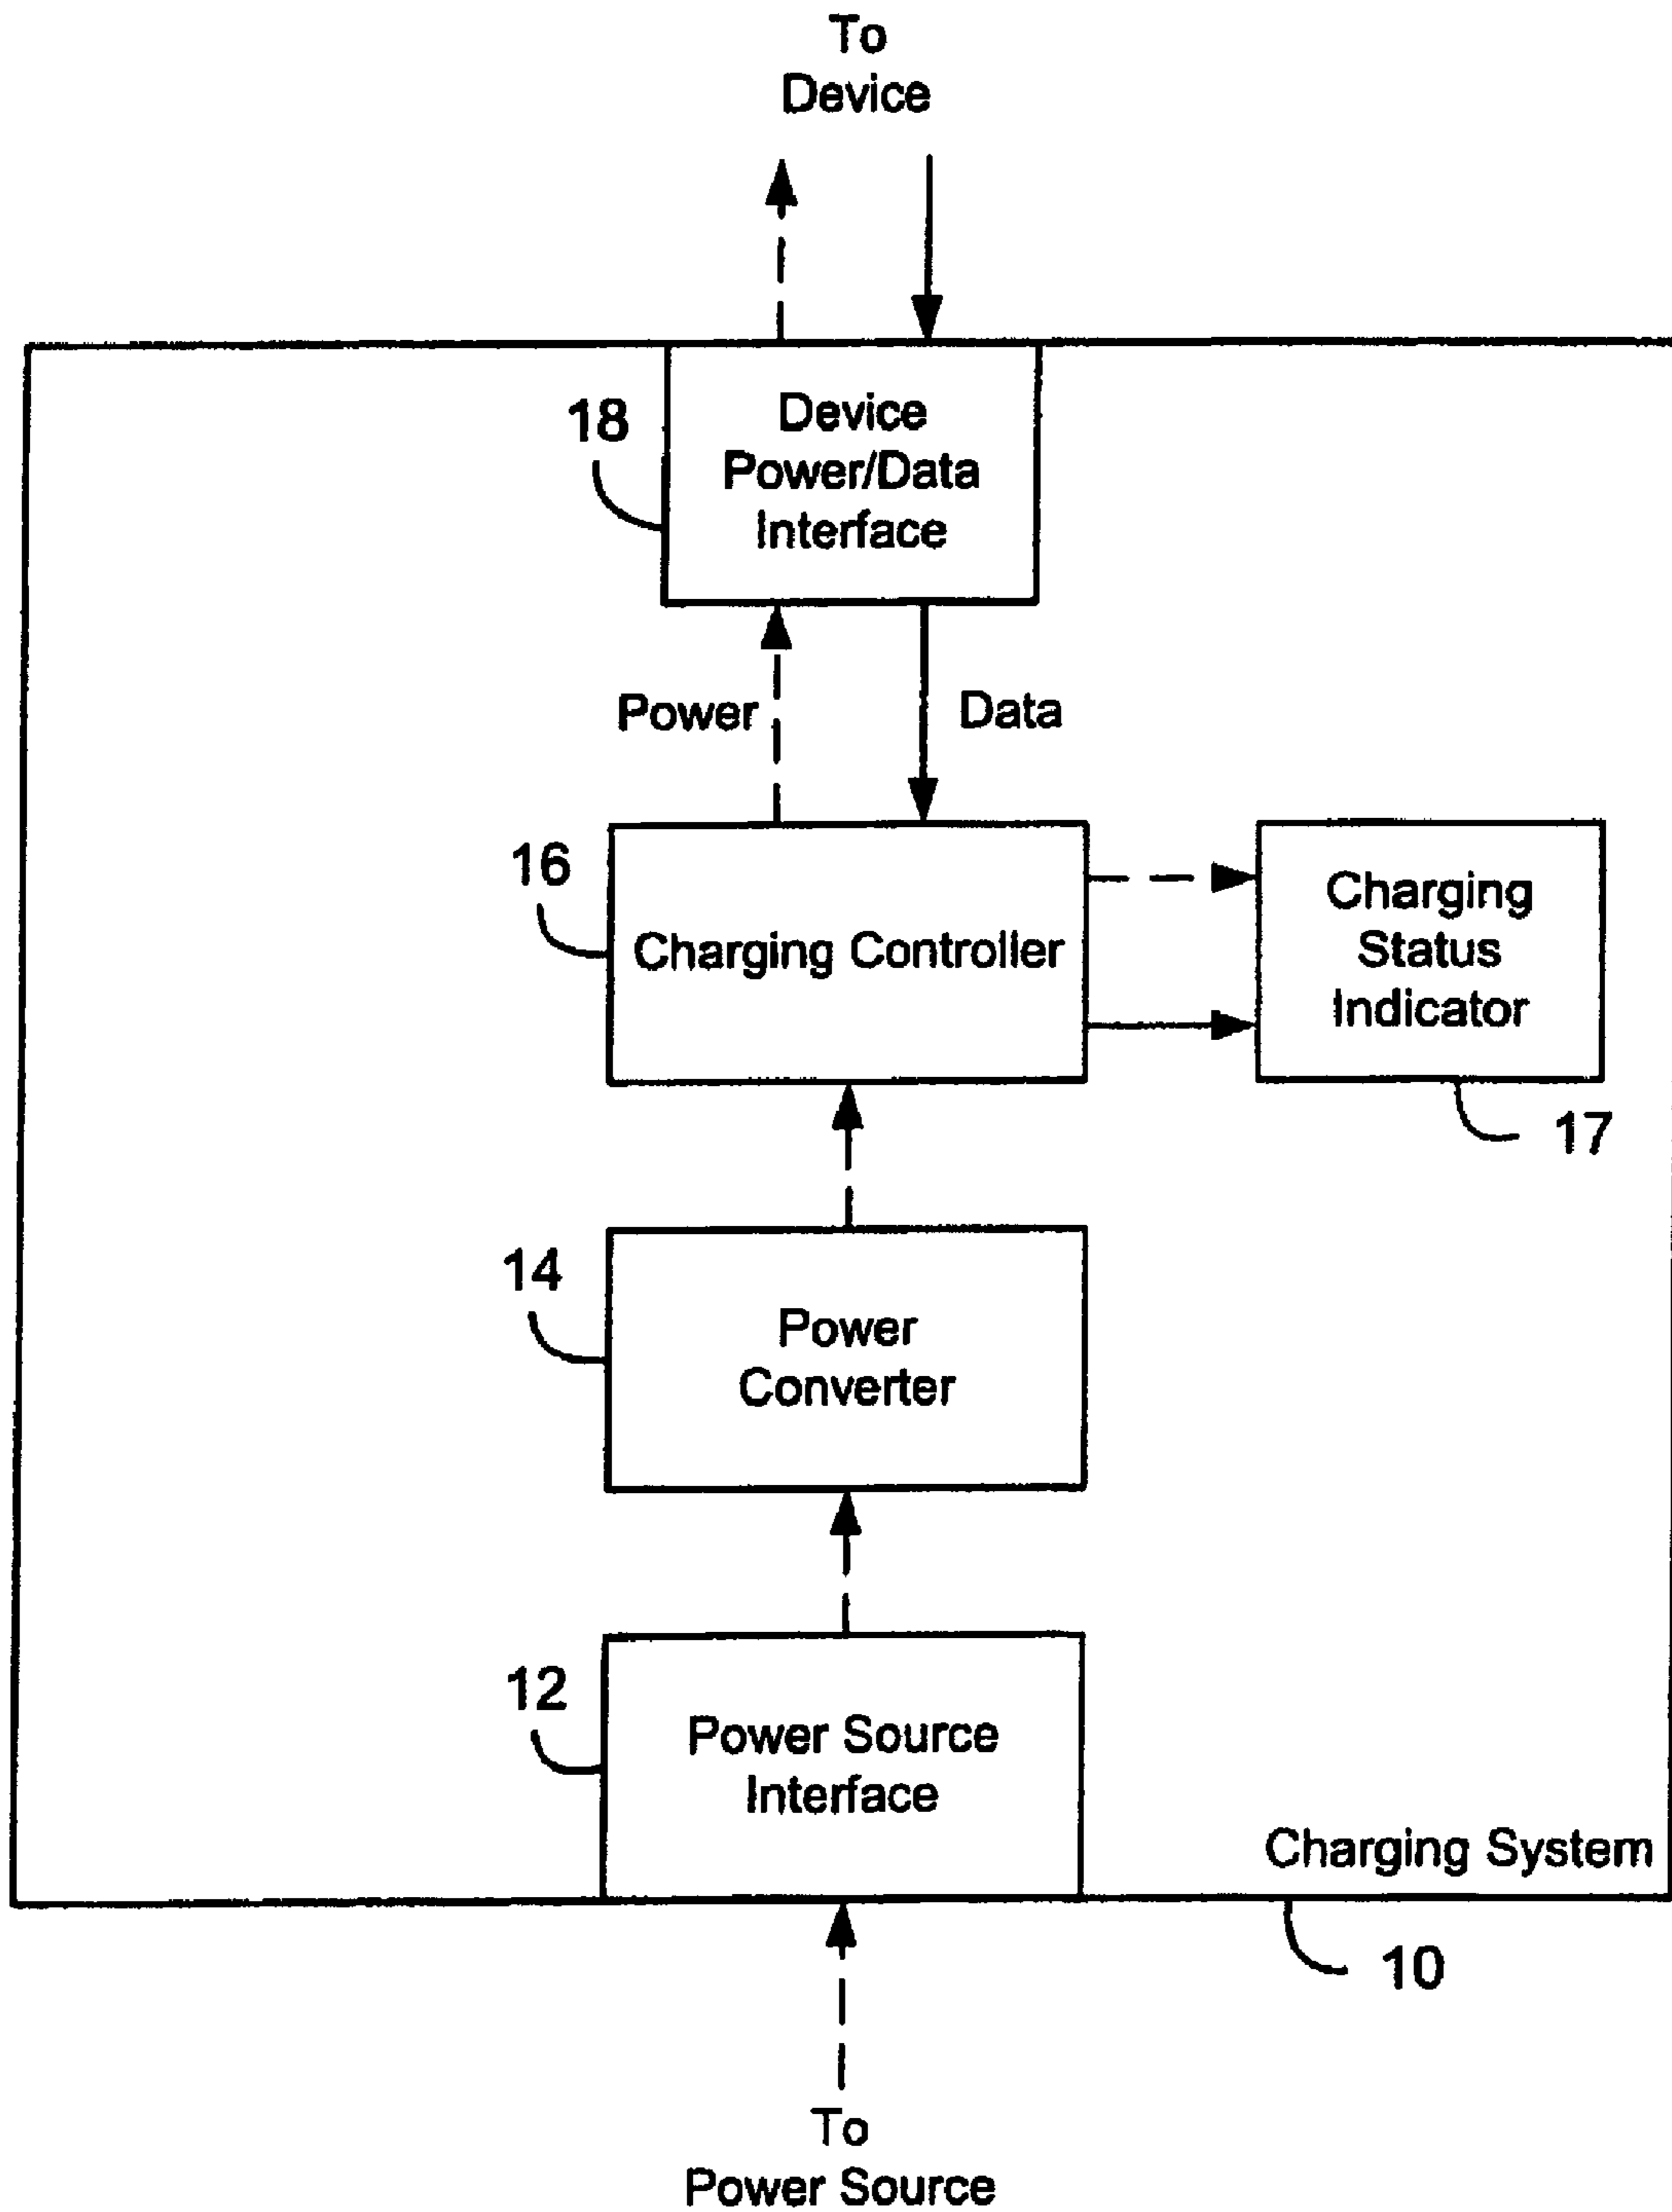 To
Device
18
Device
Power/Data
Interface
Power
Data
16
Charging Controller
Charging
Status
Indicator
17
14
Power
Converter
12
Power Source
Interface
Charging System
10
To
Power Source